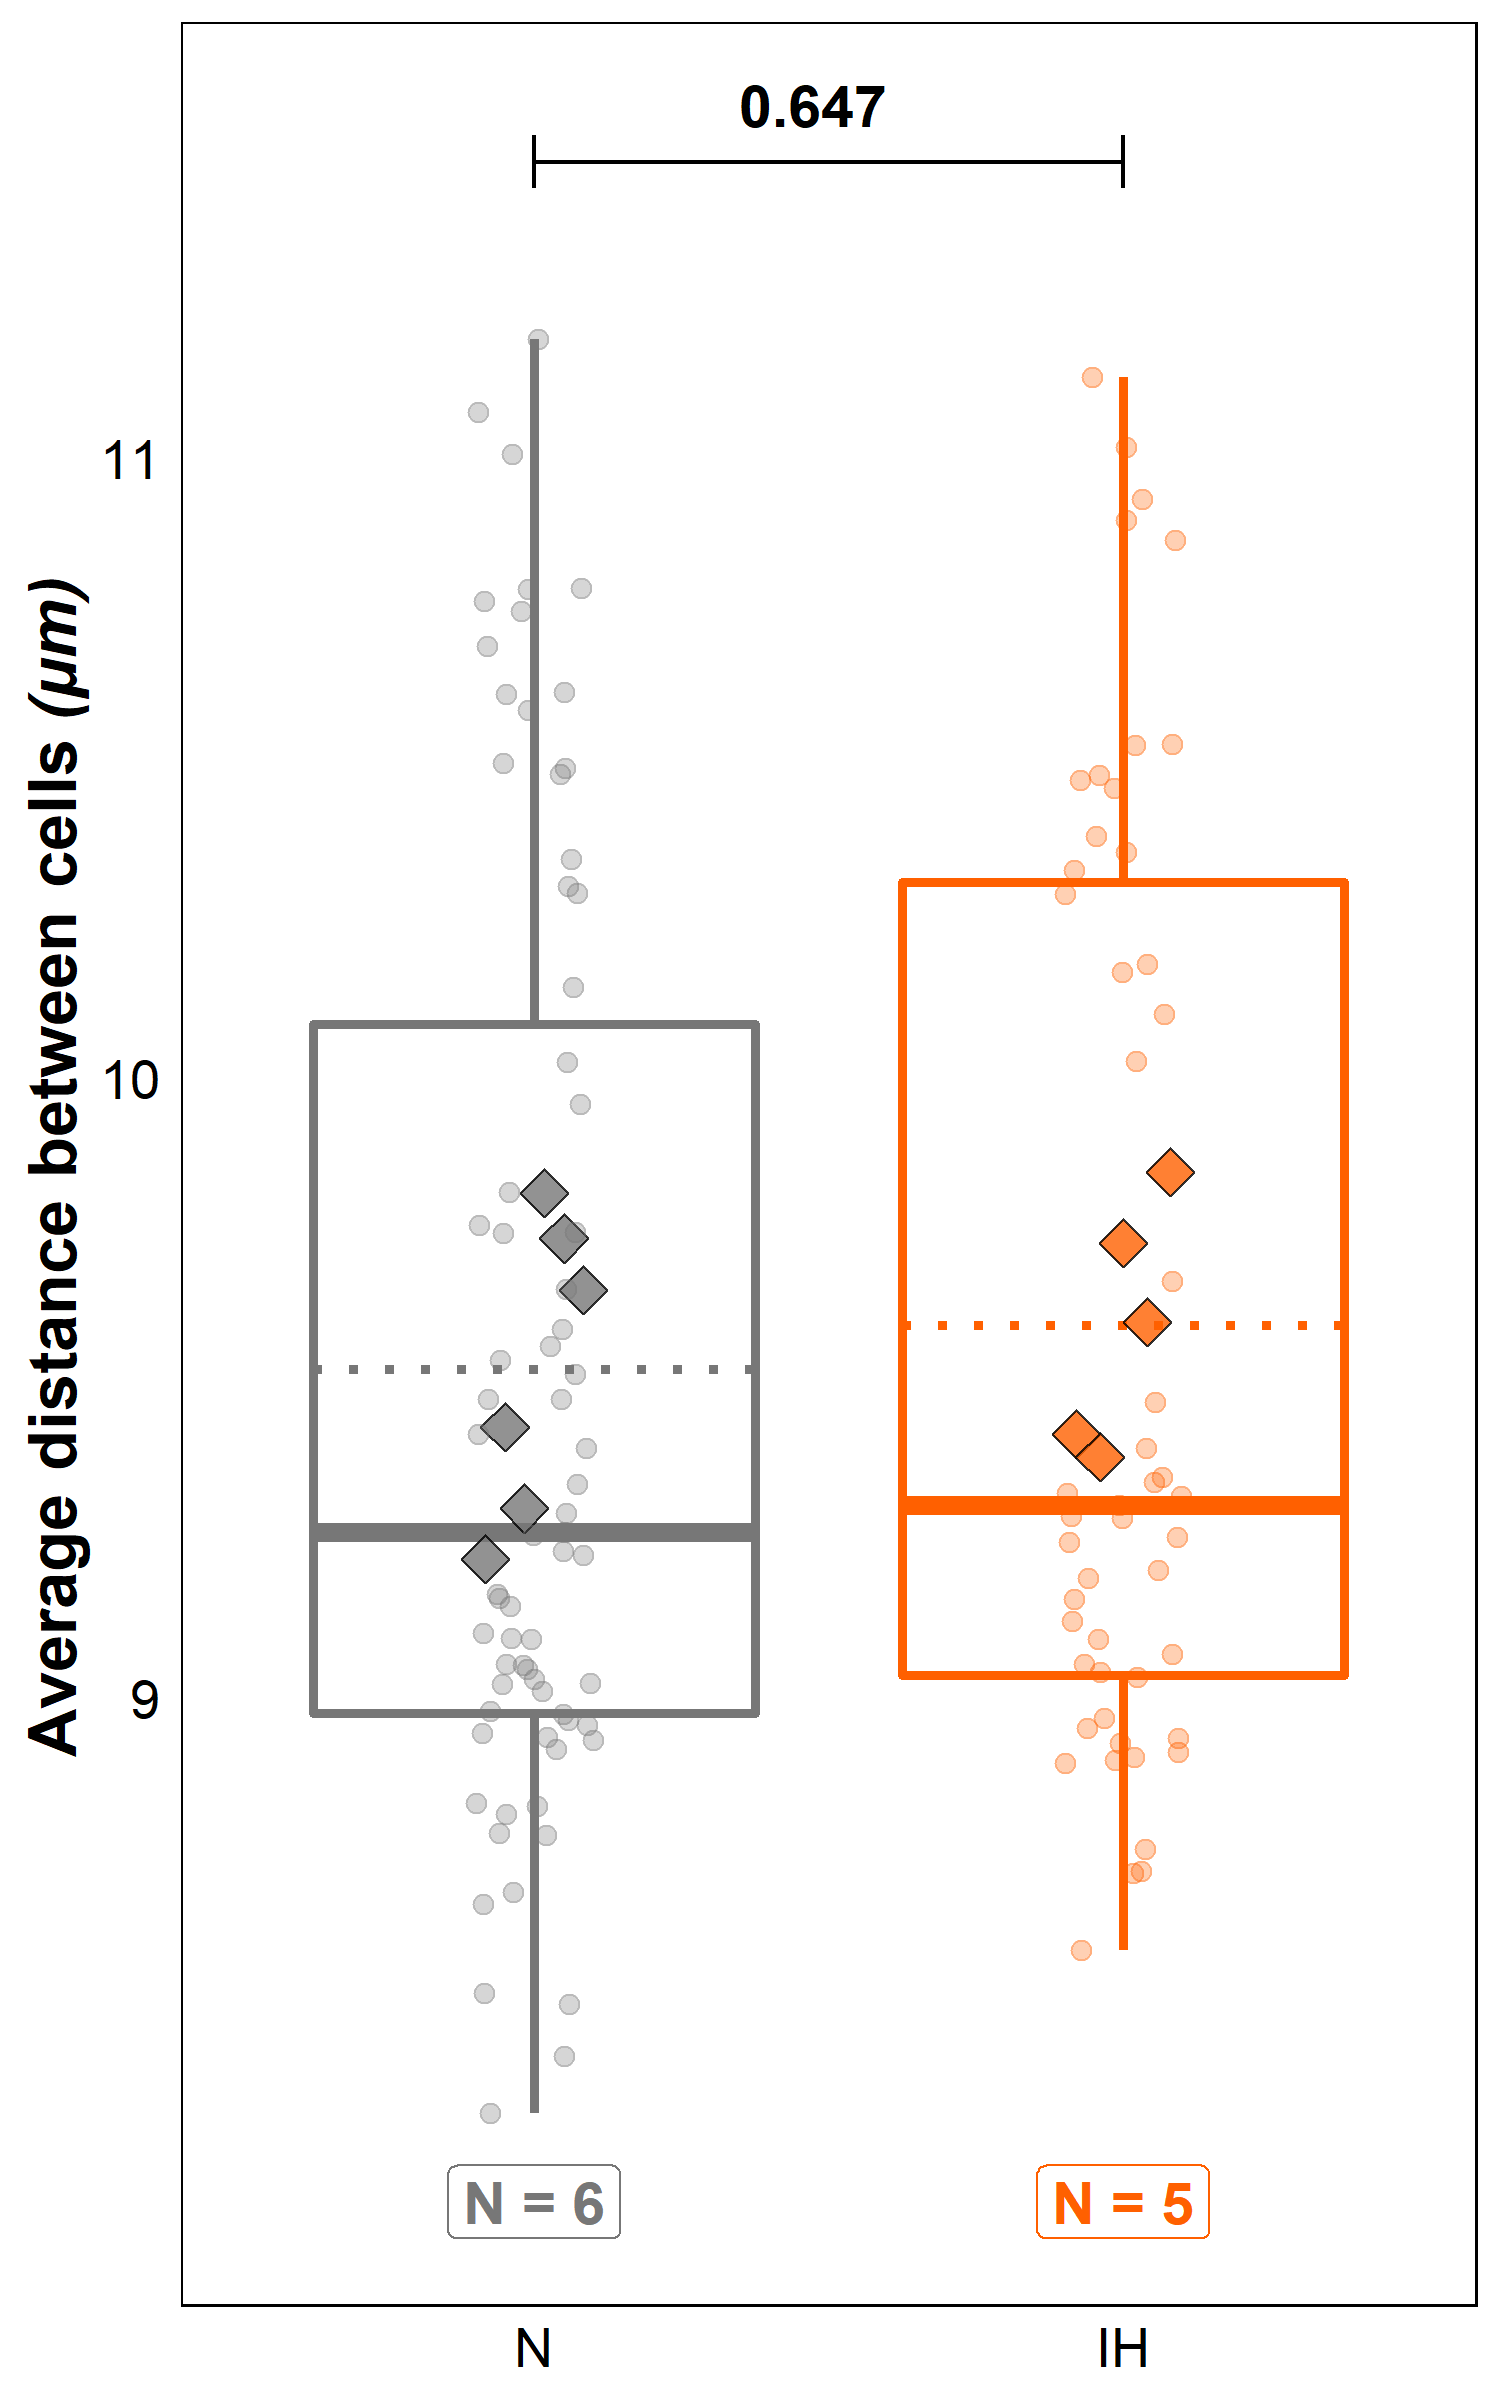 0.647
11
10
9
Average distance between cells (µm)
N = 6
N = 5
N
IH